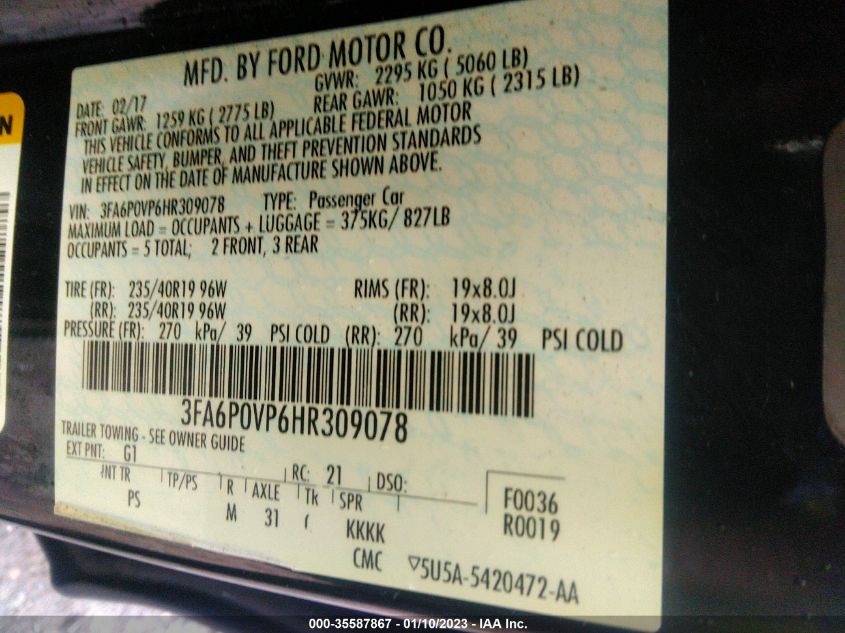 N
MFD. BY FORD MOTOR CO.
DATE: 02/17 GVWR: 2295 KG ( 5060 LB)
FRONT GAWR: 1259 KG ( 2775 LB) REAR GAWR: 1050 KG ( 2315 LB)
THIS VEHICLE CONFORMS TO ALL APPLICABLE FEDERAL MOTOR
VEHICLE SAFETY, BUMPER, AND THEFT PREVENTION STANDARDS
IN EFFECT ON THE DATE OF MANUFACTURE SHOWN ABOVE.
VIN: 3FA6P0VP6HR309078 TYPE: Passenger Car
MAXIMUM LOAD = OCCUPANTS + LUGGAGE = 375KG/ 827LB
OCCUPANTS = 5 TOTAL; 2 FRONT, 3 REAR
TIRE (FR): 235/40R19 96W RIMS (FR): 19x8.0J
(RR): 235/40R19 96W (RR): 19x8.0J
PRESSURE (FR): 270 kPa/ 39 PSI COLD (RR): 270 kPa/ 39 PSI COLD
3FA6P0VP6HR309078
TRAILER TOWING - SEE OWNER GUIDE
EXT PNT: G1 RC: 21 DSO:
INT TR TP/PS R AXLE TR SPR F0036
PS M 31 KKKK R0019
CMC ▽5U5A-5420472-AA
000-35587867 - 01/10/2023 - IAA Inc.